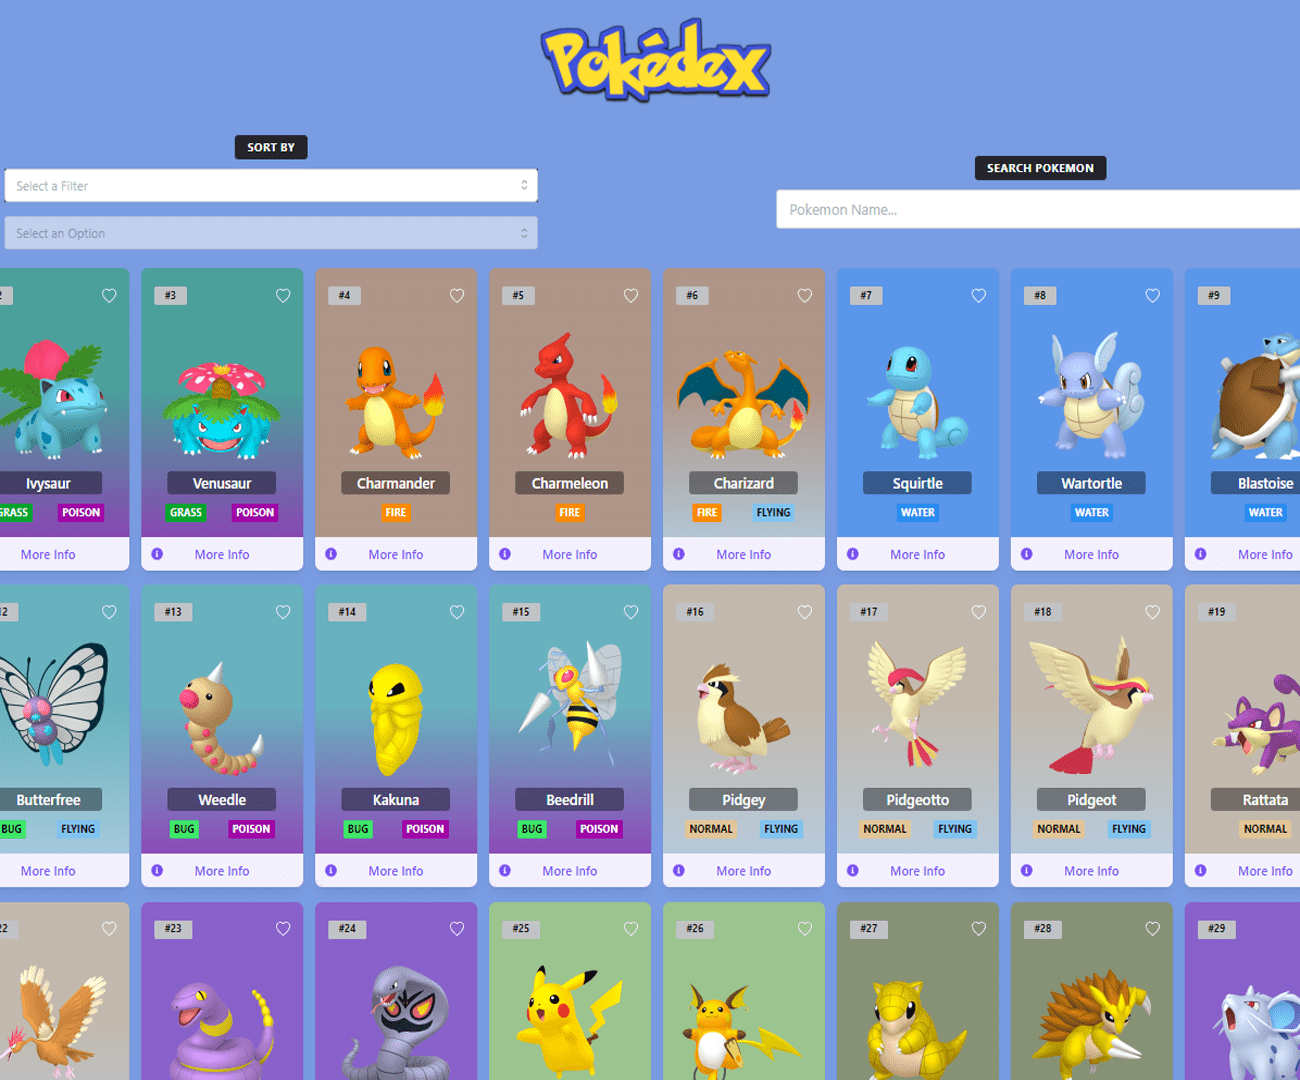 Pokédex
SORT BY
SEARCH POKEMON
Select a Filter
Pokemon Name...
Select an Option
2 #3 #4 #5 #6 #7 #8 #9
Ivysaur Venusaur Charmander Charmeleon Charizard Squirtle Wartortle Blastoise
GRASS POISON GRASS POISON FIRE FIRE FIRE FLYING WATER WATER WATER
More Info More Info More Info More Info More Info More Info More Info More Info
12 #13 #14 #15 #16 #17 #18 #19
Butterfree Weedle Kakuna Beedrill Pidgey Pidgeotto Pidgeot Rattata
BUG FLYING BUG POISON BUG POISON BUG POISON NORMAL FLYING NORMAL FLYING NORMAL FLYING NORMAL
More Info More Info More Info More Info More Info More Info More Info More Info
22 #23 #24 #25 #26 #27 #28 #29